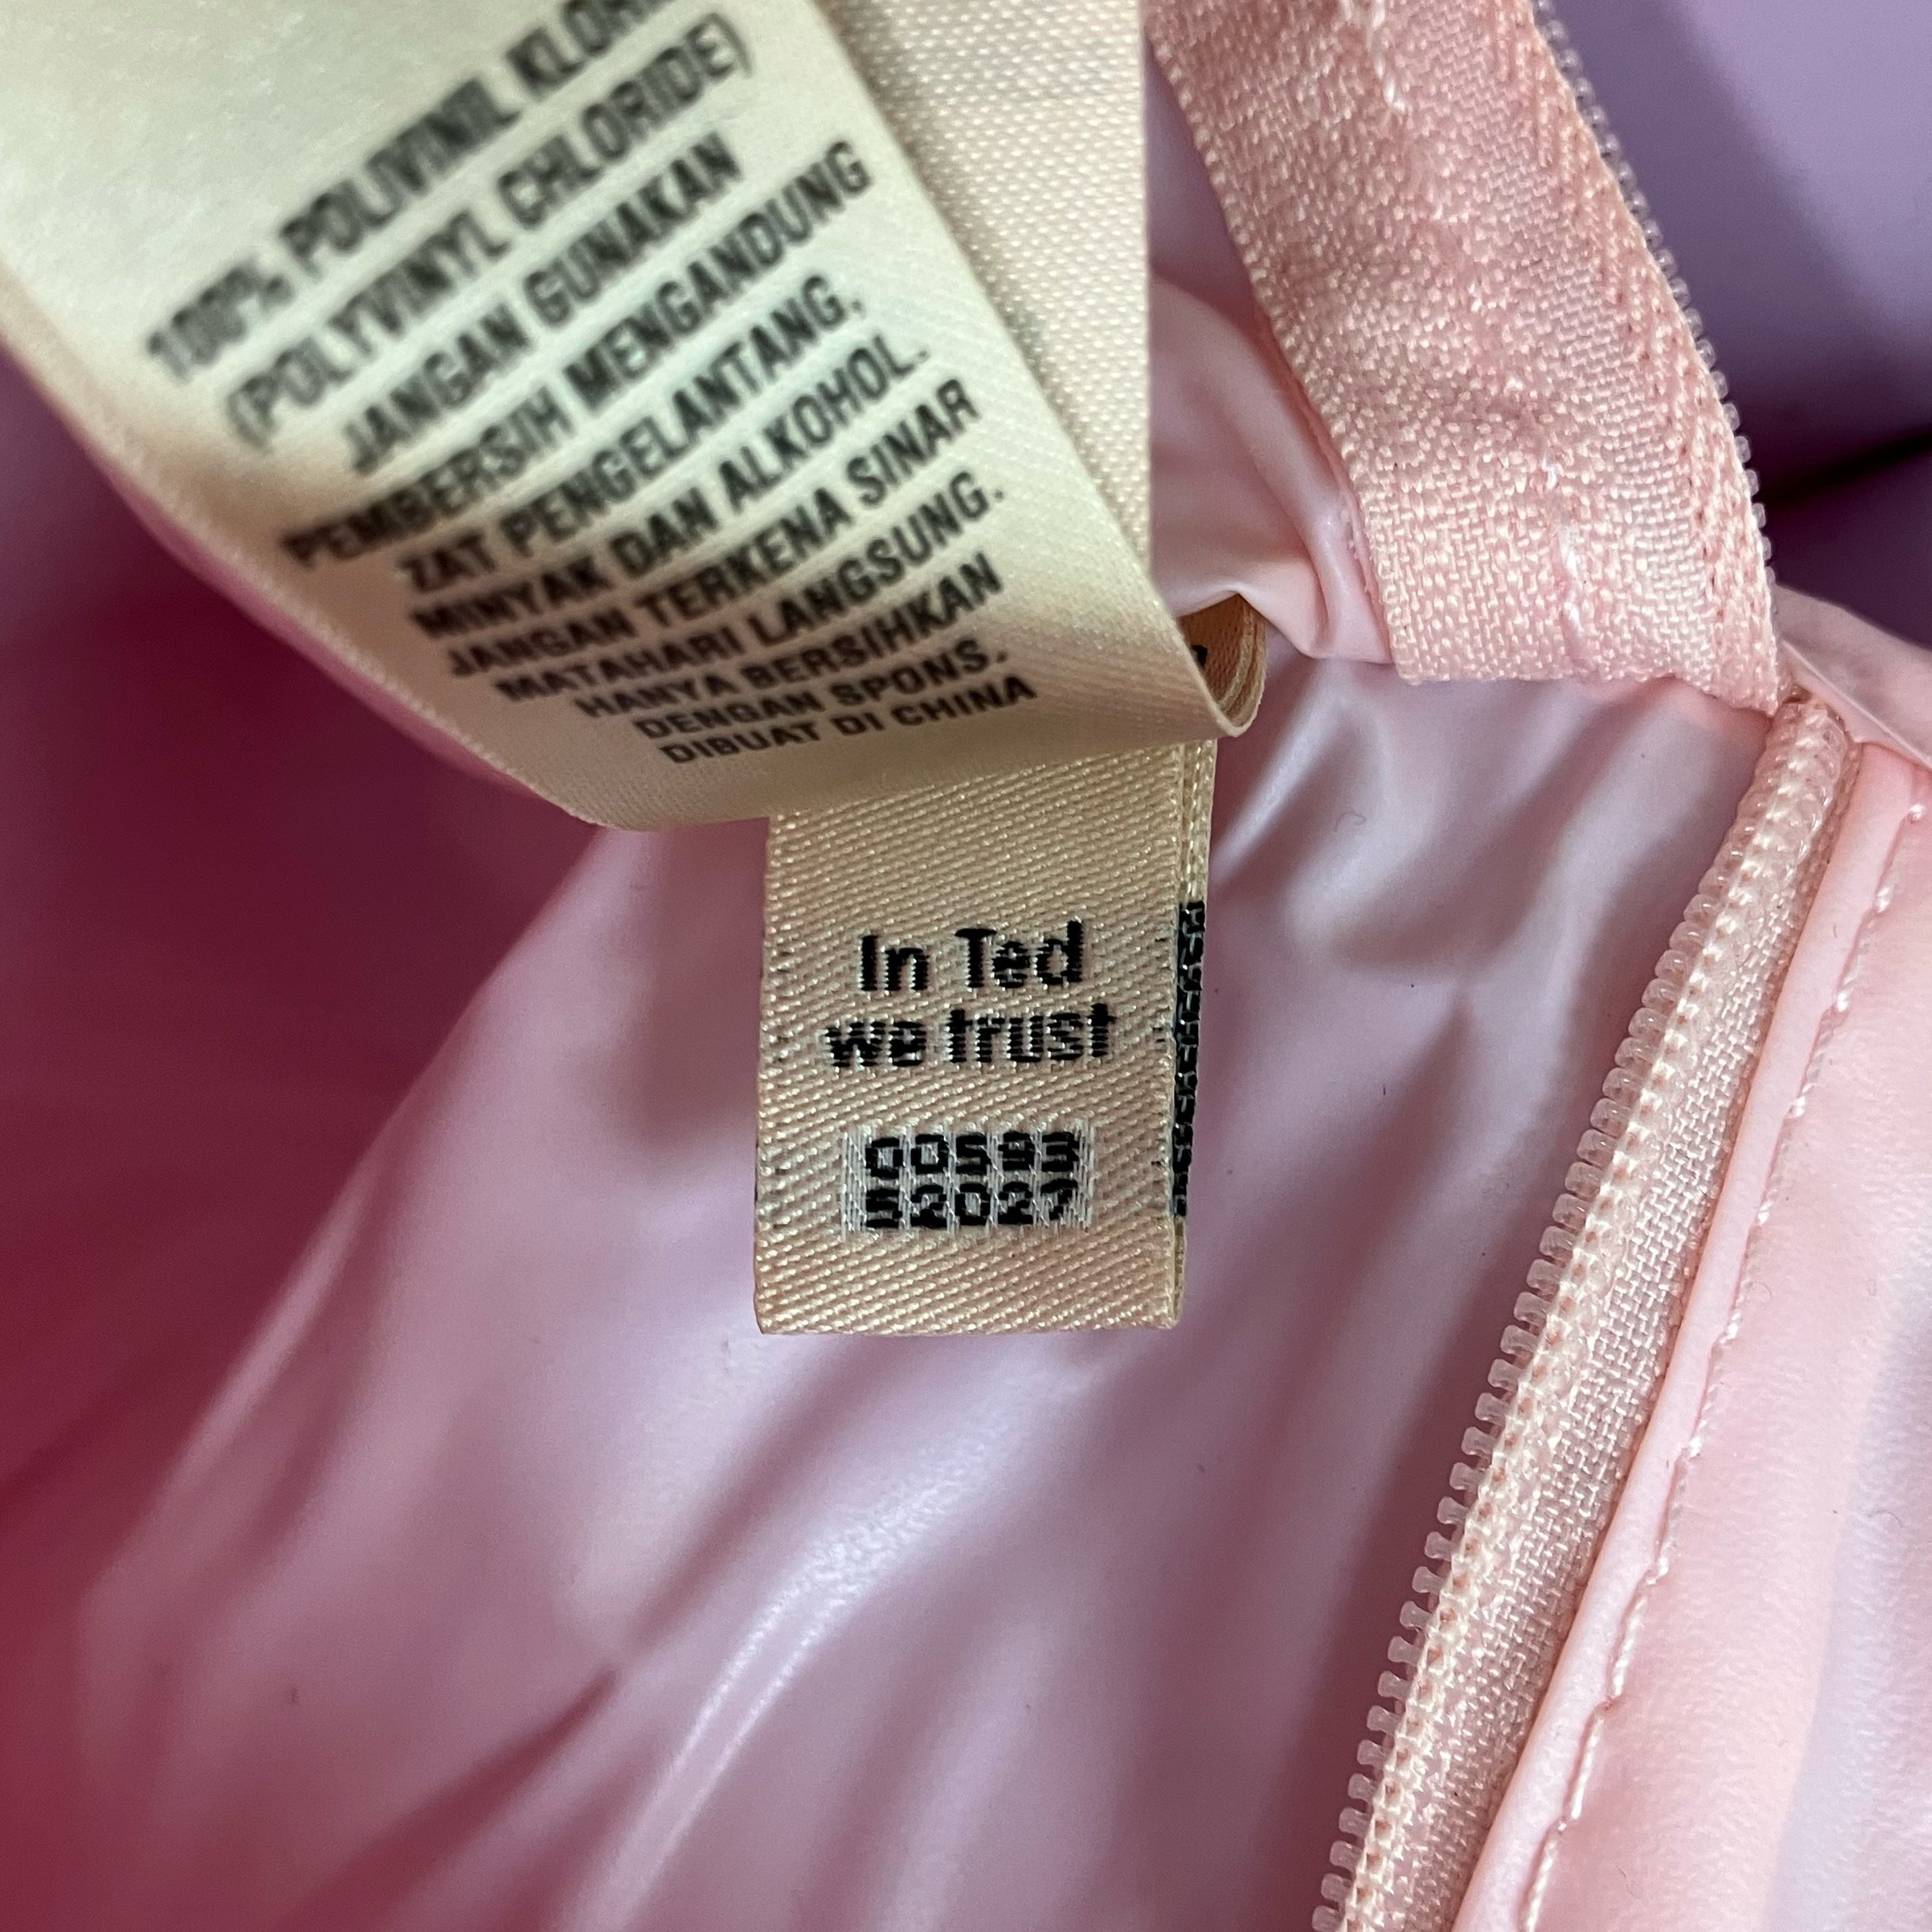 100% POLIVINIL
(POLYVINYL CHLORIDE)
JANGAN GUNAKAN
PEMBERSIH MENGANDUNG
ZAT PENGELANTANG,
MINYAK DAN ALKOHOL.
JANGAN TERKENA SINAR
MATAHARI LANGSUNG.
HANYA BERSIHKAN
DENGAN SPONS.
DIBUAT DI CHINA
In Ted
we trust
00593
52027